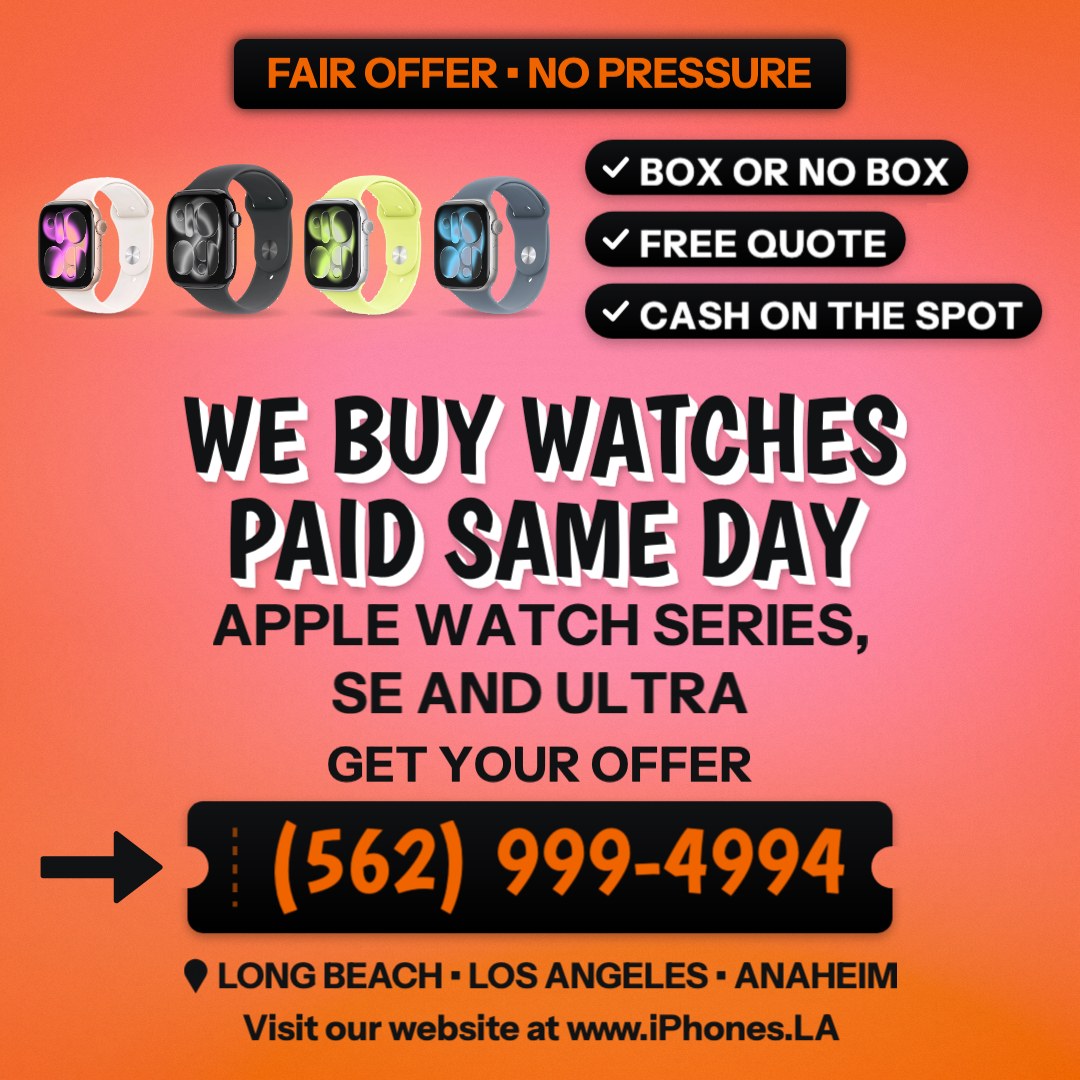 FAIR OFFER ▪ NO PRESSURE
BOX OR NO BOX
FREE QUOTE
CASH ON THE SPOT
WE BUY WATCHES
PAID SAME DAY
APPLE WATCH SERIES,
SE AND ULTRA
GET YOUR OFFER
(562) 999-4994
LONG BEACH ▪ LOS ANGELES ▪ ANAHEIM
Visit our website at www.iPhones.LA